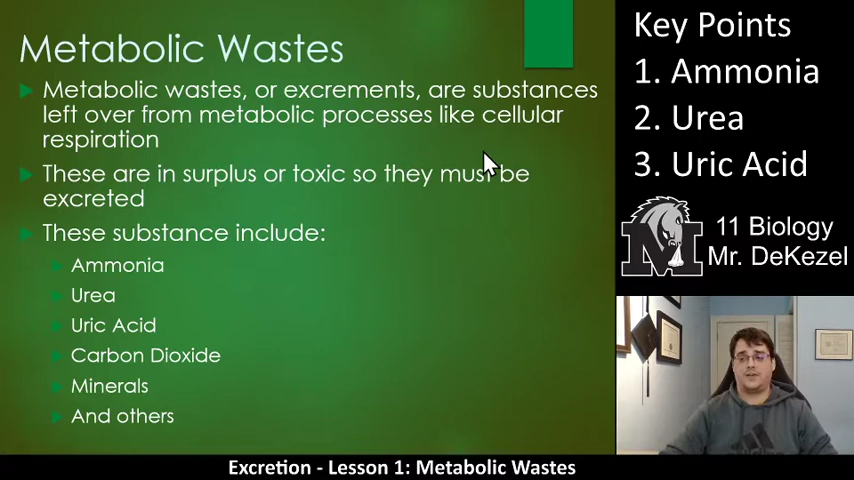 Metabolic Wastes
Metabolic wastes, or excrements, are substances
left over from metabolic processes like cellular
respiration
These are in surplus or toxic so they must be
excreted
These substance include:
Ammonia
Urea
Uric Acid
Carbon Dioxide
Minerals
And others
Key Points
1. Ammonia
2. Urea
3. Uric Acid
M
11 Biology
Mr. DeKezel
Excretion - Lesson 1: Metabolic Wastes